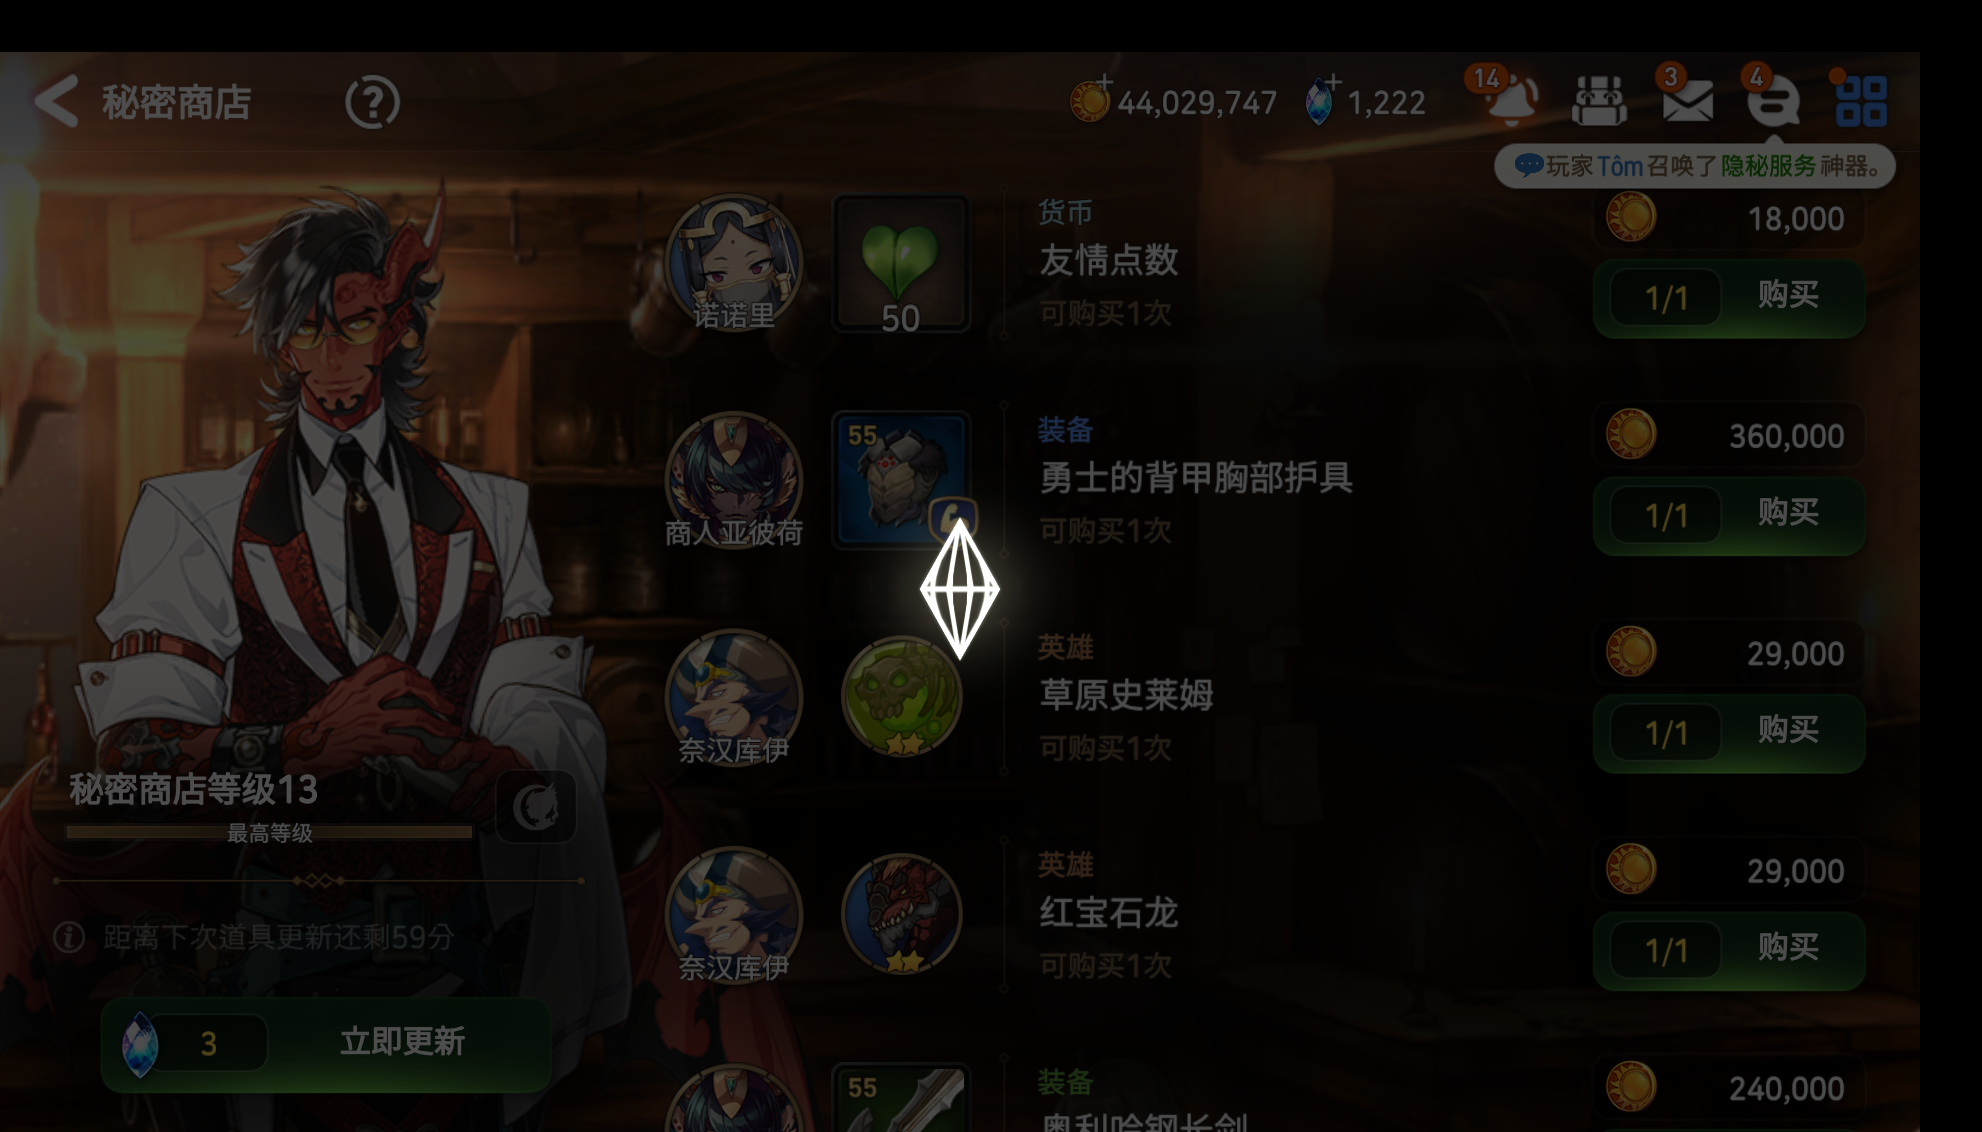 秘密商店
?
44,029,747
1,222
14
3
4
玩家 Tôm 召唤了 隐秘服务 神器。
诺诺里
50
货币
友情点数
可购买1次
18,000
1/1
购买
商人亚彼荷
55
装备
勇士的背甲胸部护具
可购买1次
360,000
1/1
购买
奈汉库伊
英雄
草原史莱姆
可购买1次
29,000
1/1
购买
奈汉库伊
英雄
红宝石龙
可购买1次
29,000
1/1
购买
55
装备
奥利哈钢长剑
240,000
秘密商店等级13
最高等级
距离下次道具更新还剩59分
3
立即更新